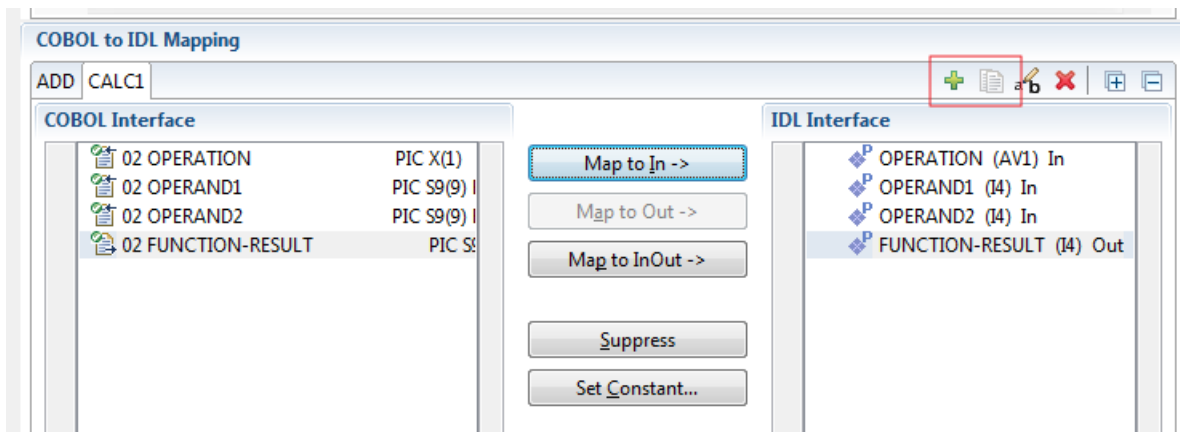 COBOL to IDL Mapping
ADD CALC1
COBOL Interface IDL Interface
02 OPERATION PIC X(1) Map to In -> OPERATION (AV1) In
02 OPERAND1 PIC S9(9) OPERAND1 (I4) In
02 OPERAND2 PIC S9(9) Map to Out -> OPERAND2 (I4) In
02 FUNCTION-RESULT PIC Map to InOut -> FUNCTION-RESULT (I4) Out
Suppress
Set Constant...